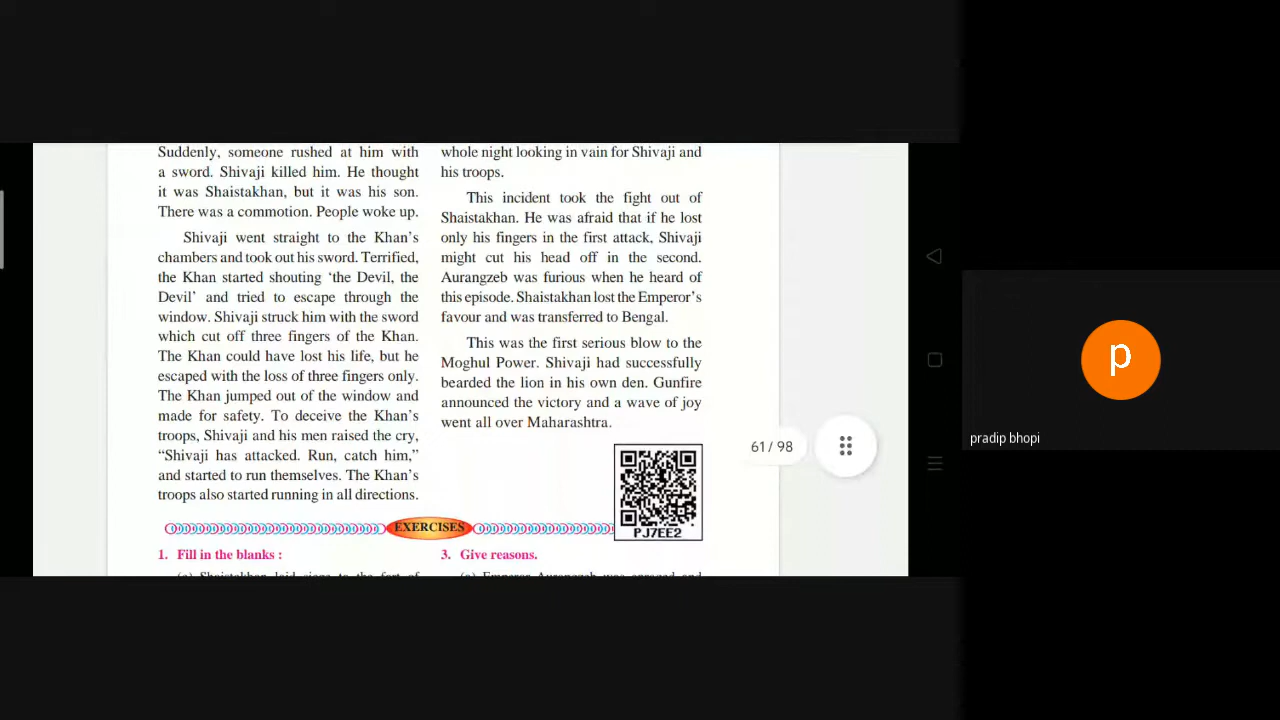 Suddenly, someone rushed at him with
a sword. Shivaji killed him. He thought
it was Shaistakhan, but it was his son.
There was a commotion. People woke up.
Shivaji went straight to the Khan's
chambers and took out his sword. Terrified,
the Khan started shouting ‘the Devil, the
Devil’ and tried to escape through the
window. Shivaji struck him with the sword
which cut off three fingers of the Khan.
The Khan could have lost his life, but he
escaped with the loss of three fingers only.
The Khan jumped out of the window and
made for safety. To deceive the Khan's
troops, Shivaji and his men raised the cry,
“Shivaji has attacked. Run, catch him,”
and started to run themselves. The Khan's
troops also started running in all directions.
whole night looking in vain for Shivaji and
his troops.
This incident took the fight out of
Shaistakhan. He was afraid that if he lost
only his fingers in the first attack, Shivaji
might cut his head off in the second.
Aurangzeb was furious when he heard of
this episode. Shaistakhan lost the Emperor's
favour and was transferred to Bengal.
This was the first serious blow to the
Moghul Power. Shivaji had successfully
bearded the lion in his own den. Gunfire
announced the victory and a wave of joy
went all over Maharashtra.
PJ7EE2
EXERCISES
1. Fill in the blanks :
(a) Shaistakhan laid siege to the fort of
3. Give reasons.
(a) Emperor Aurangzeb was enraged and
61/ 98
p
pradip bhopi